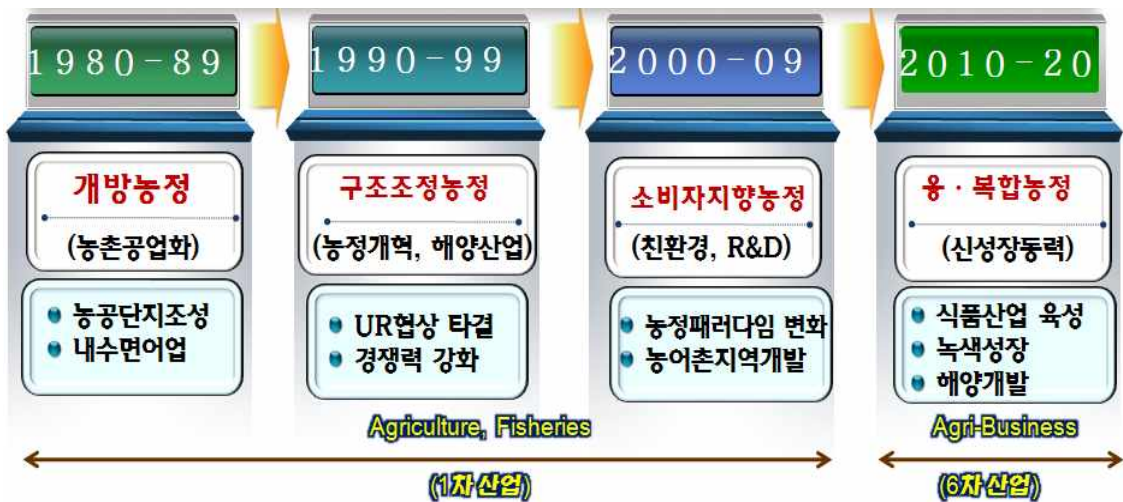 1980-89
1990-99
2000-09
2010-20
개방농정
(농촌공업화)
농공단지조성
내수면어업
구조조정농정
(농정개혁, 해양산업)
UR협상 타결
경쟁력 강화
소비자지향농정
(친환경, R&D)
농정패러다임 변화
농어촌지역개발
융·복합농정
(신성장동력)
식품산업 육성
녹색성장
해양개발
Agriculture, Fisheries
(1차 산업)
Agri-Business
(6차 산업)